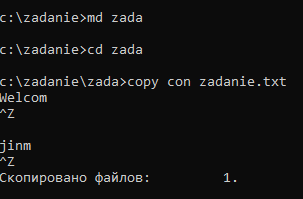 c:\zadanie>md zada
c:\zadanie>cd zada
c:\zadanie\zada>copy con zadanie.txt
Welcom
^Z
jinm
^Z
Скопировано файлов:         1.